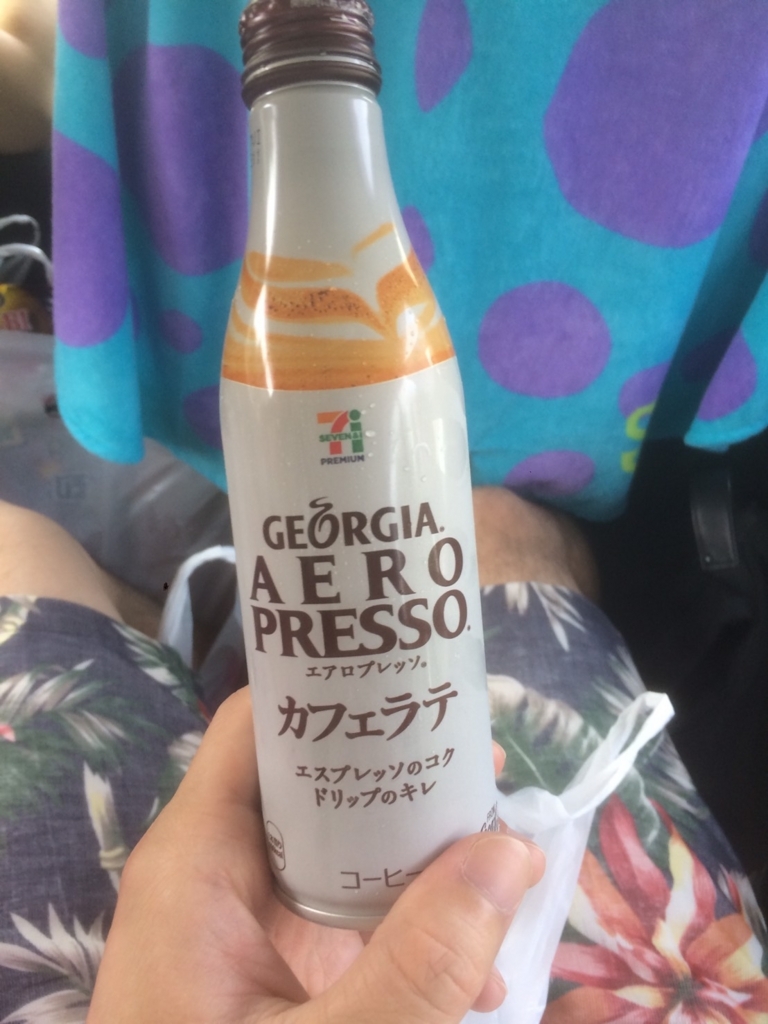 SEVEN&i
PREMIUM
GEORGIA.
AERO
PRESSO.
エアロプレッソ®
カフェラテ
エスプレッソのコク
ドリップのキレ
コーヒー